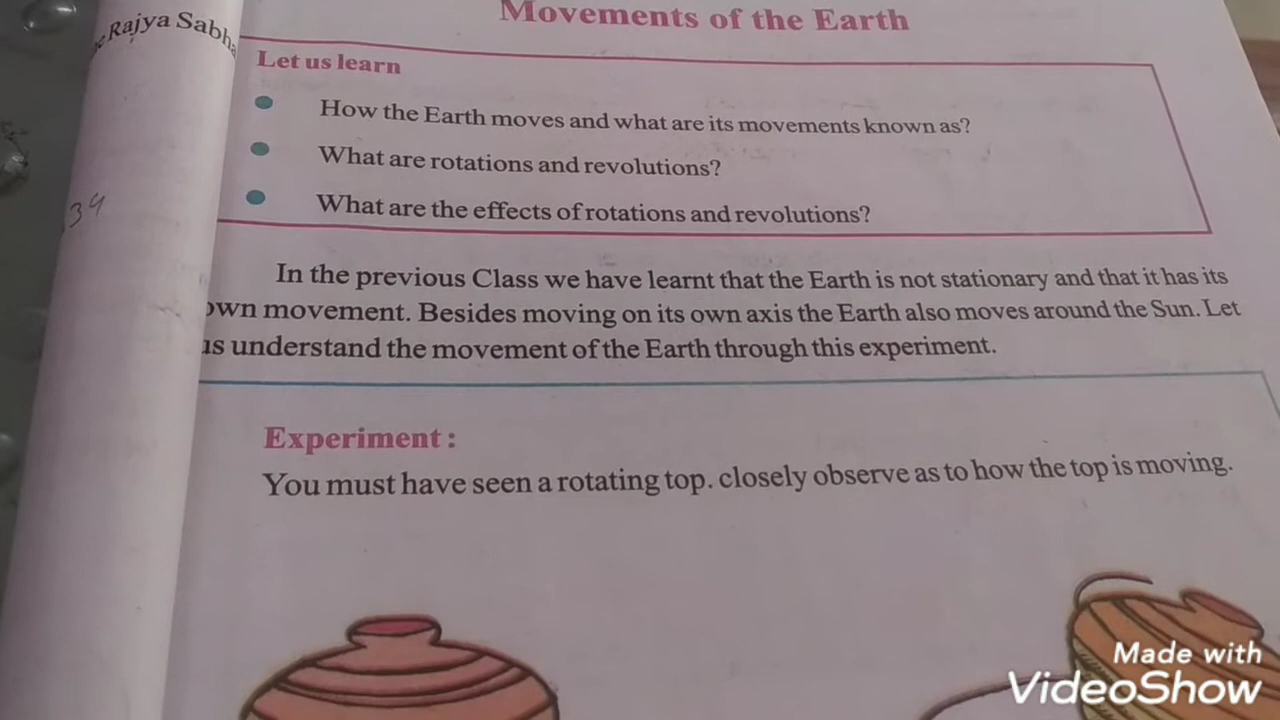 Rajya Sabha
34
Movements of the Earth
Let us learn
How the Earth moves and what are its movements known as?
What are rotations and revolutions?
What are the effects of rotations and revolutions?
In the previous Class we have learnt that the Earth is not stationary and that it has its
own movement. Besides moving on its own axis the Earth also moves around the Sun. Let
us understand the movement of the Earth through this experiment.
Experiment :
You must have seen a rotating top. closely observe as to how the top is moving.
Made with
VideoShow